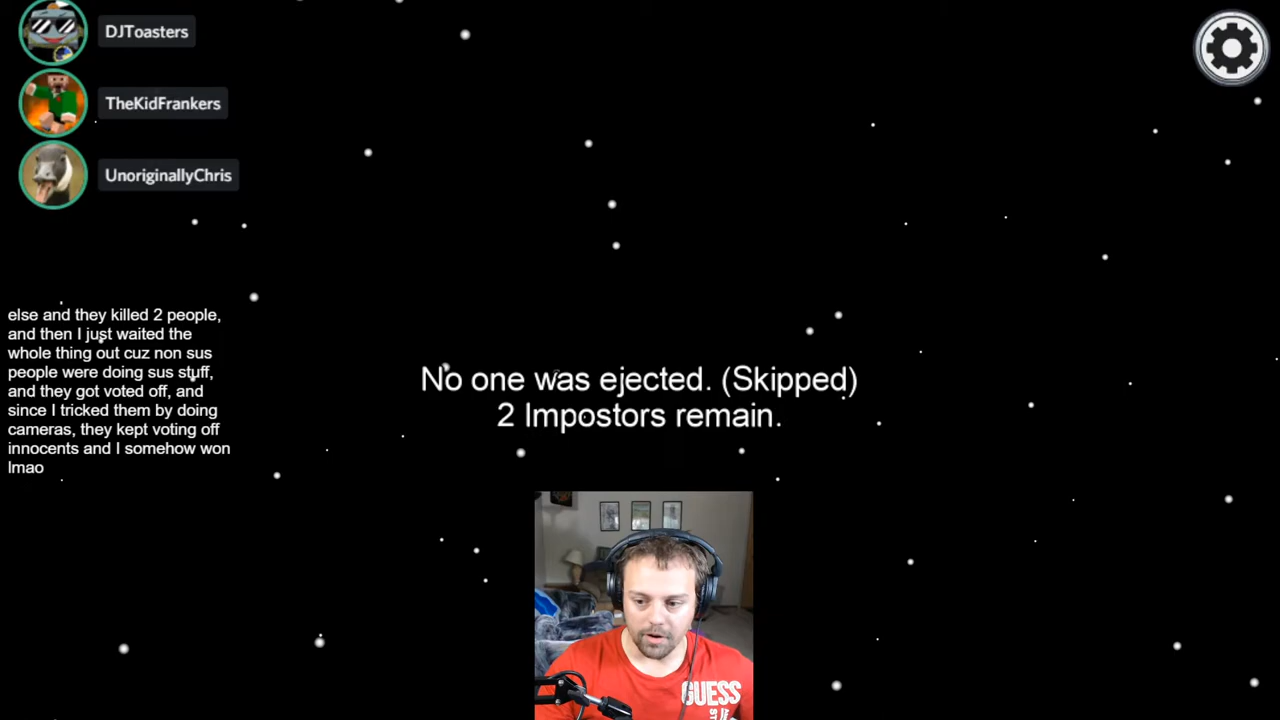 DJToasters
TheKidFrankers
UnoriginallyChris
else and they killed 2 people,
and then I just waited the
whole thing out cuz non sus
people were doing sus stuff,
and they got voted off, and
since I tricked them by doing
cameras, they kept voting off
innocents and I somehow won
lmao
No one was ejected. (Skipped)
2 Impostors remain.
GUESS